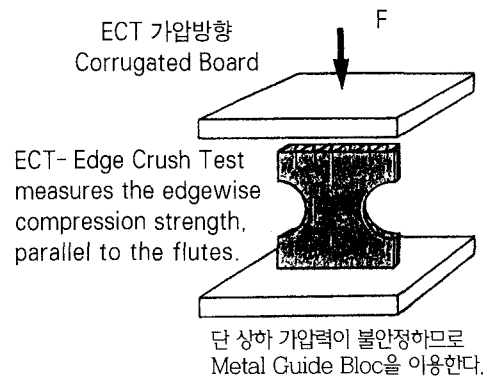 ECT 가압방향
Corrugated Board
F
ECT- Edge Crush Test
measures the edgewise
compression strength,
parallel to the flutes.
단 상하 가압력이 불안정하므로
Metal Guide Bloc을 이용한다.